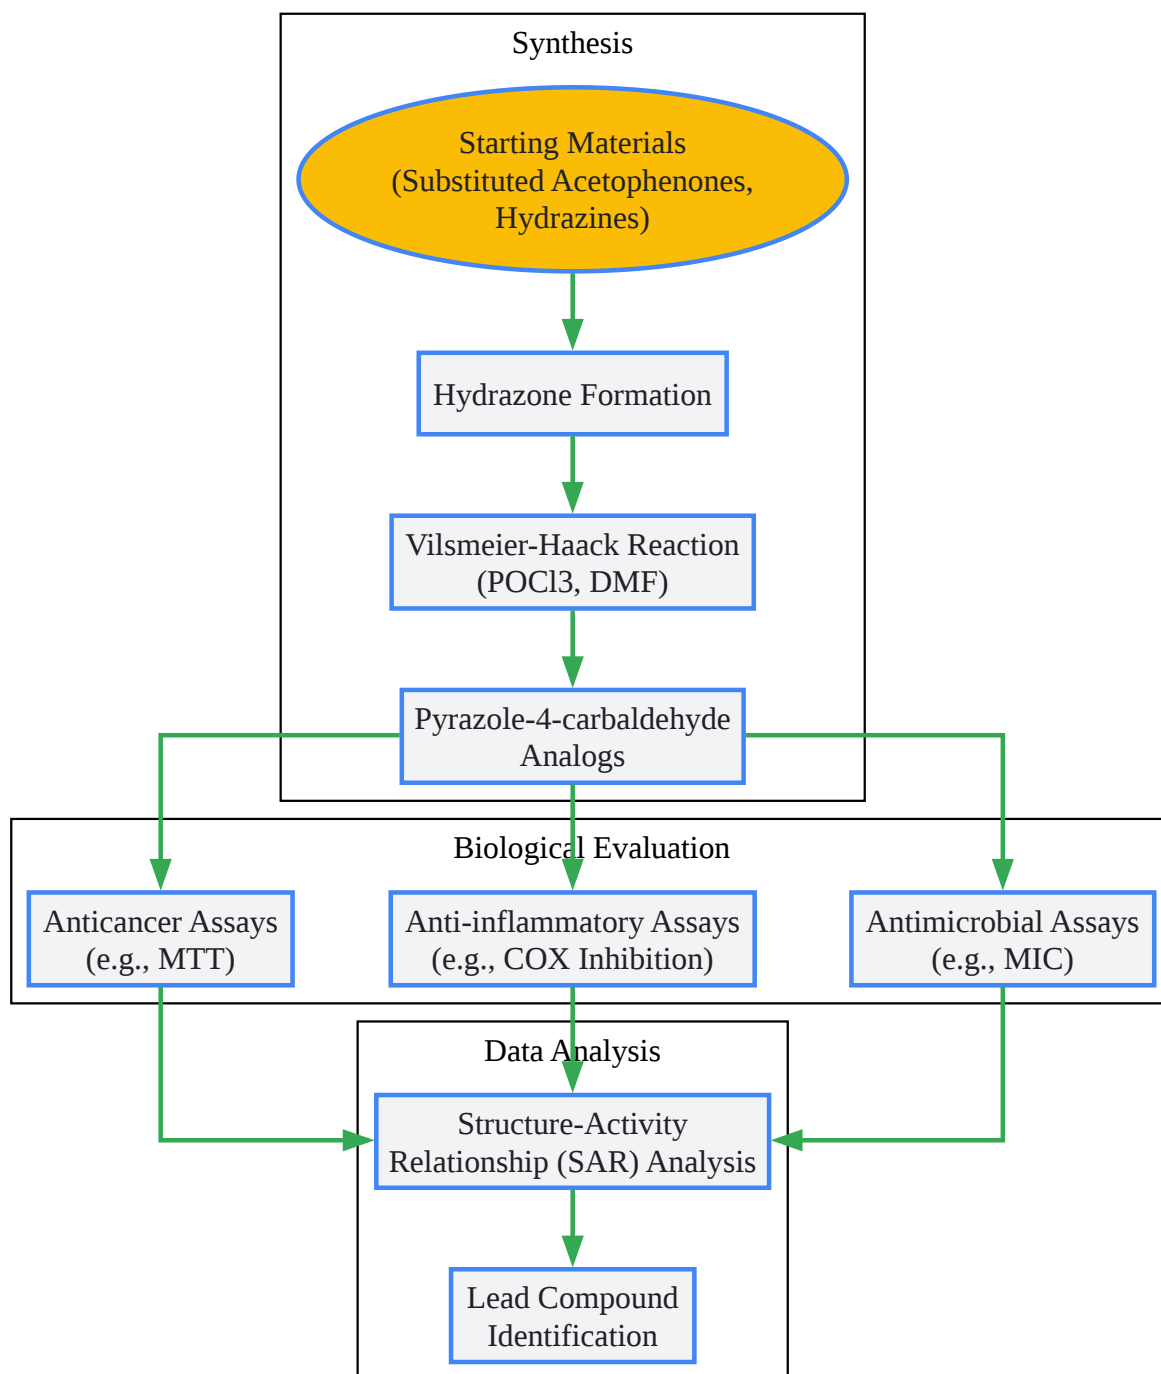 Synthesis
Starting Materials
(Substituted Acetophenones,
Hydrazines)
Hydrazone Formation
Vilsmeier-Haack Reaction
(POCl3, DMF)
Pyrazole-4-carbaldehyde
Analogs
Biological Evaluation
Anticancer Assays
(e.g., MTT)
Anti-inflammatory Assays
(e.g., COX Inhibition)
Antimicrobial Assays
(e.g., MIC)
Data Analysis
Structure-Activity
Relationship (SAR) Analysis
Lead Compound
Identification